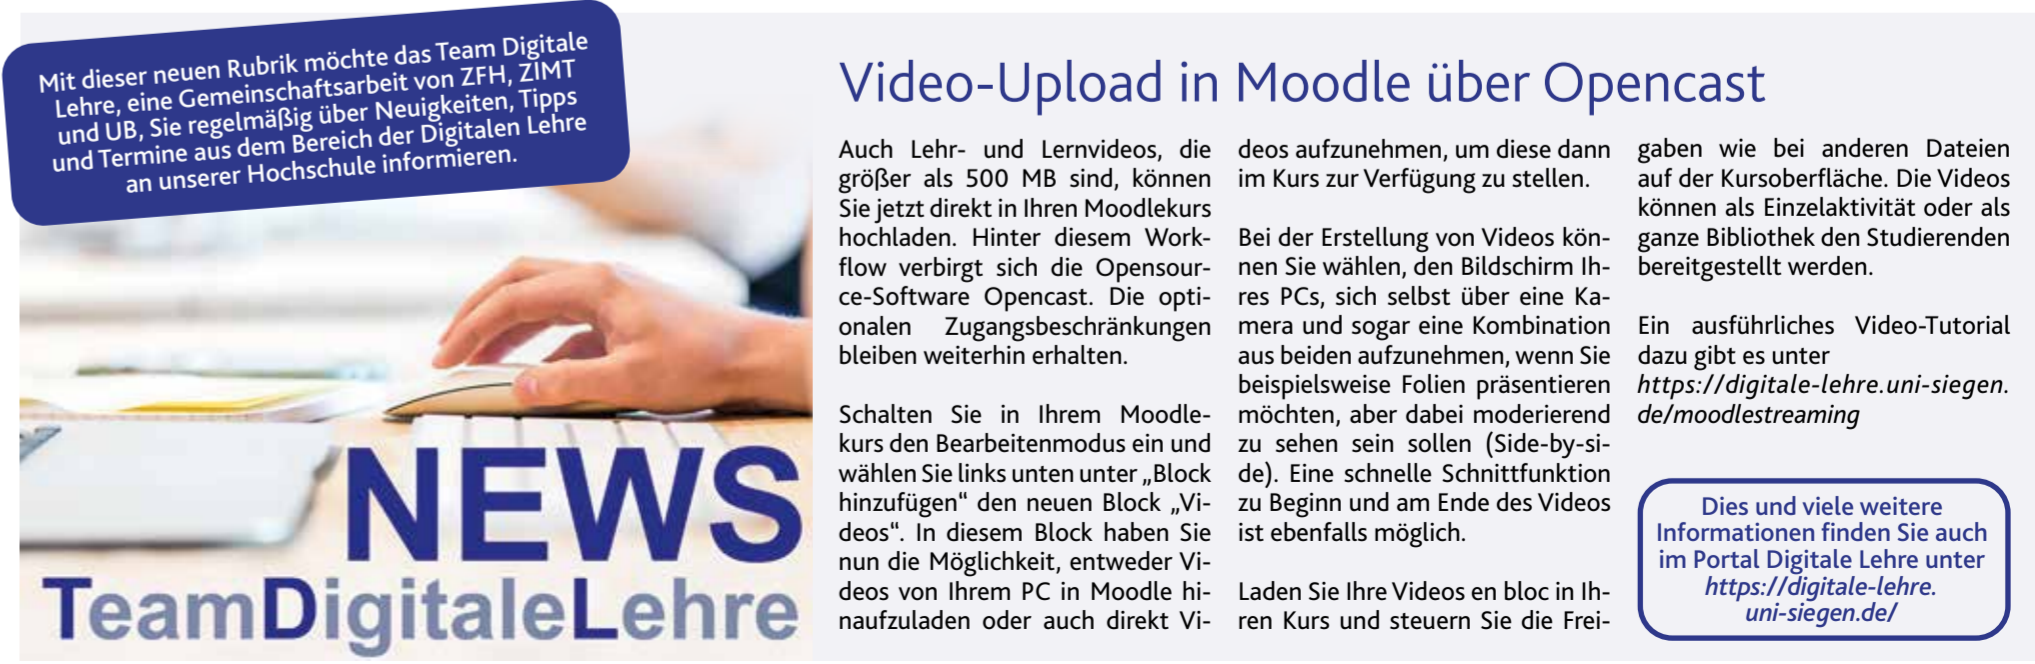 Mit dieser neuen Rubrik möchte das Team Digitale
Lehre, eine Gemeinschaftsarbeit von ZFH, ZIMT
und UB, Sie regelmäßig über Neuigkeiten, Tipps
und Termine aus dem Bereich der Digitalen Lehre
an unserer Hochschule informieren.
NEWS
TeamDigitaleLehre
Video-Upload in Moodle über Opencast
Auch Lehr- und Lernvideos, die
größer als 500 MB sind, können
Sie jetzt direkt in Ihren Moodlekurs
hochladen. Hinter diesem Work-
flow verbirgt sich die Opensour-
ce-Software Opencast. Die opti-
onalen Zugangsbeschränkungen
bleiben weiterhin erhalten.
Schalten Sie in Ihrem Moodle-
kurs den Bearbeitenmodus ein und
wählen Sie links unten unter „Block
hinzufügen“ den neuen Block „Vi-
deos“. In diesem Block haben Sie
nun die Möglichkeit, entweder Vi-
deos von Ihrem PC in Moodle hi-
naufzuladen oder auch direkt Vi-
deos aufzunehmen, um diese dann
im Kurs zur Verfügung zu stellen.
Bei der Erstellung von Videos kön-
nen Sie wählen, den Bildschirm Ih-
res PCs, sich selbst über eine Ka-
mera und sogar eine Kombination
aus beiden aufzunehmen, wenn Sie
beispielsweise Folien präsentieren
möchten, aber dabei moderierend
zu sehen sein sollen (Side-by-si-
de). Eine schnelle Schnittfunktion
zu Beginn und am Ende des Videos
ist ebenfalls möglich.
Laden Sie Ihre Videos en bloc in Ih-
ren Kurs und steuern Sie die Frei-
gaben wie bei anderen Dateien
auf der Kursoberfläche. Die Videos
können als Einzelaktivität oder als
ganze Bibliothek den Studierenden
bereitgestellt werden.
Ein ausführliches Video-Tutorial
dazu gibt es unter
https://digitale-lehre.uni-siegen.
de/moodlestreaming
Dies und viele weitere
Informationen finden Sie auch
im Portal Digitale Lehre unter
https://digitale-lehre.
uni-siegen.de/